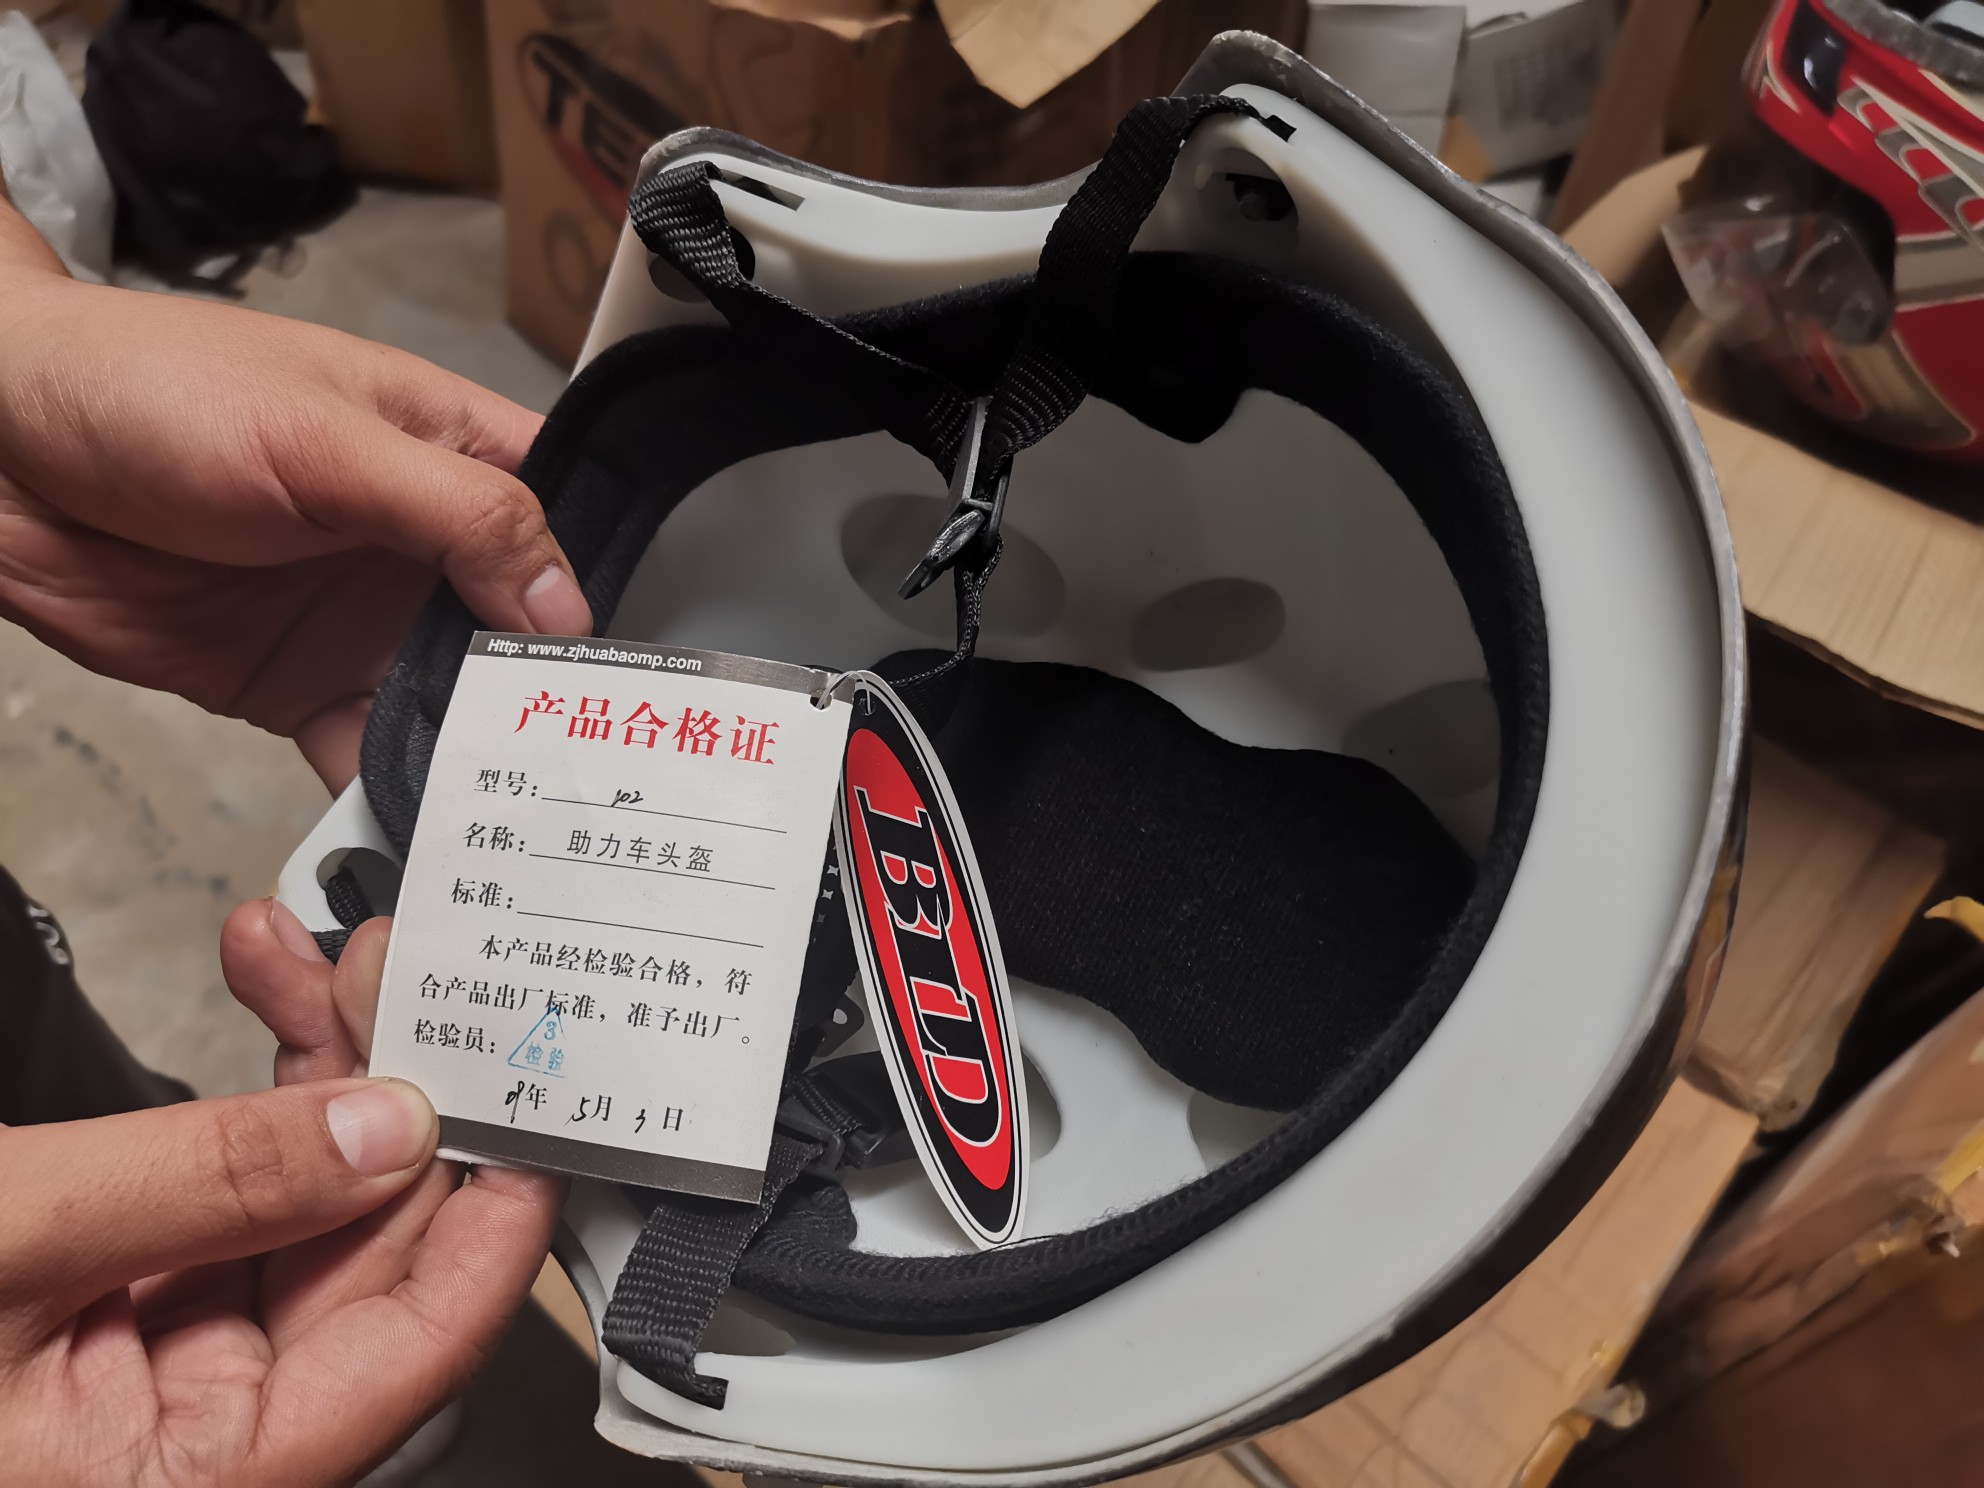 Http: www.zjhuabaomp.com
产品合格证
型号: 102
名称: 助力车头盔
标准:
本产品经检验合格，符
合产品出厂标准，准予出厂。
检验员: 3
检验
年 5月 日
BLD